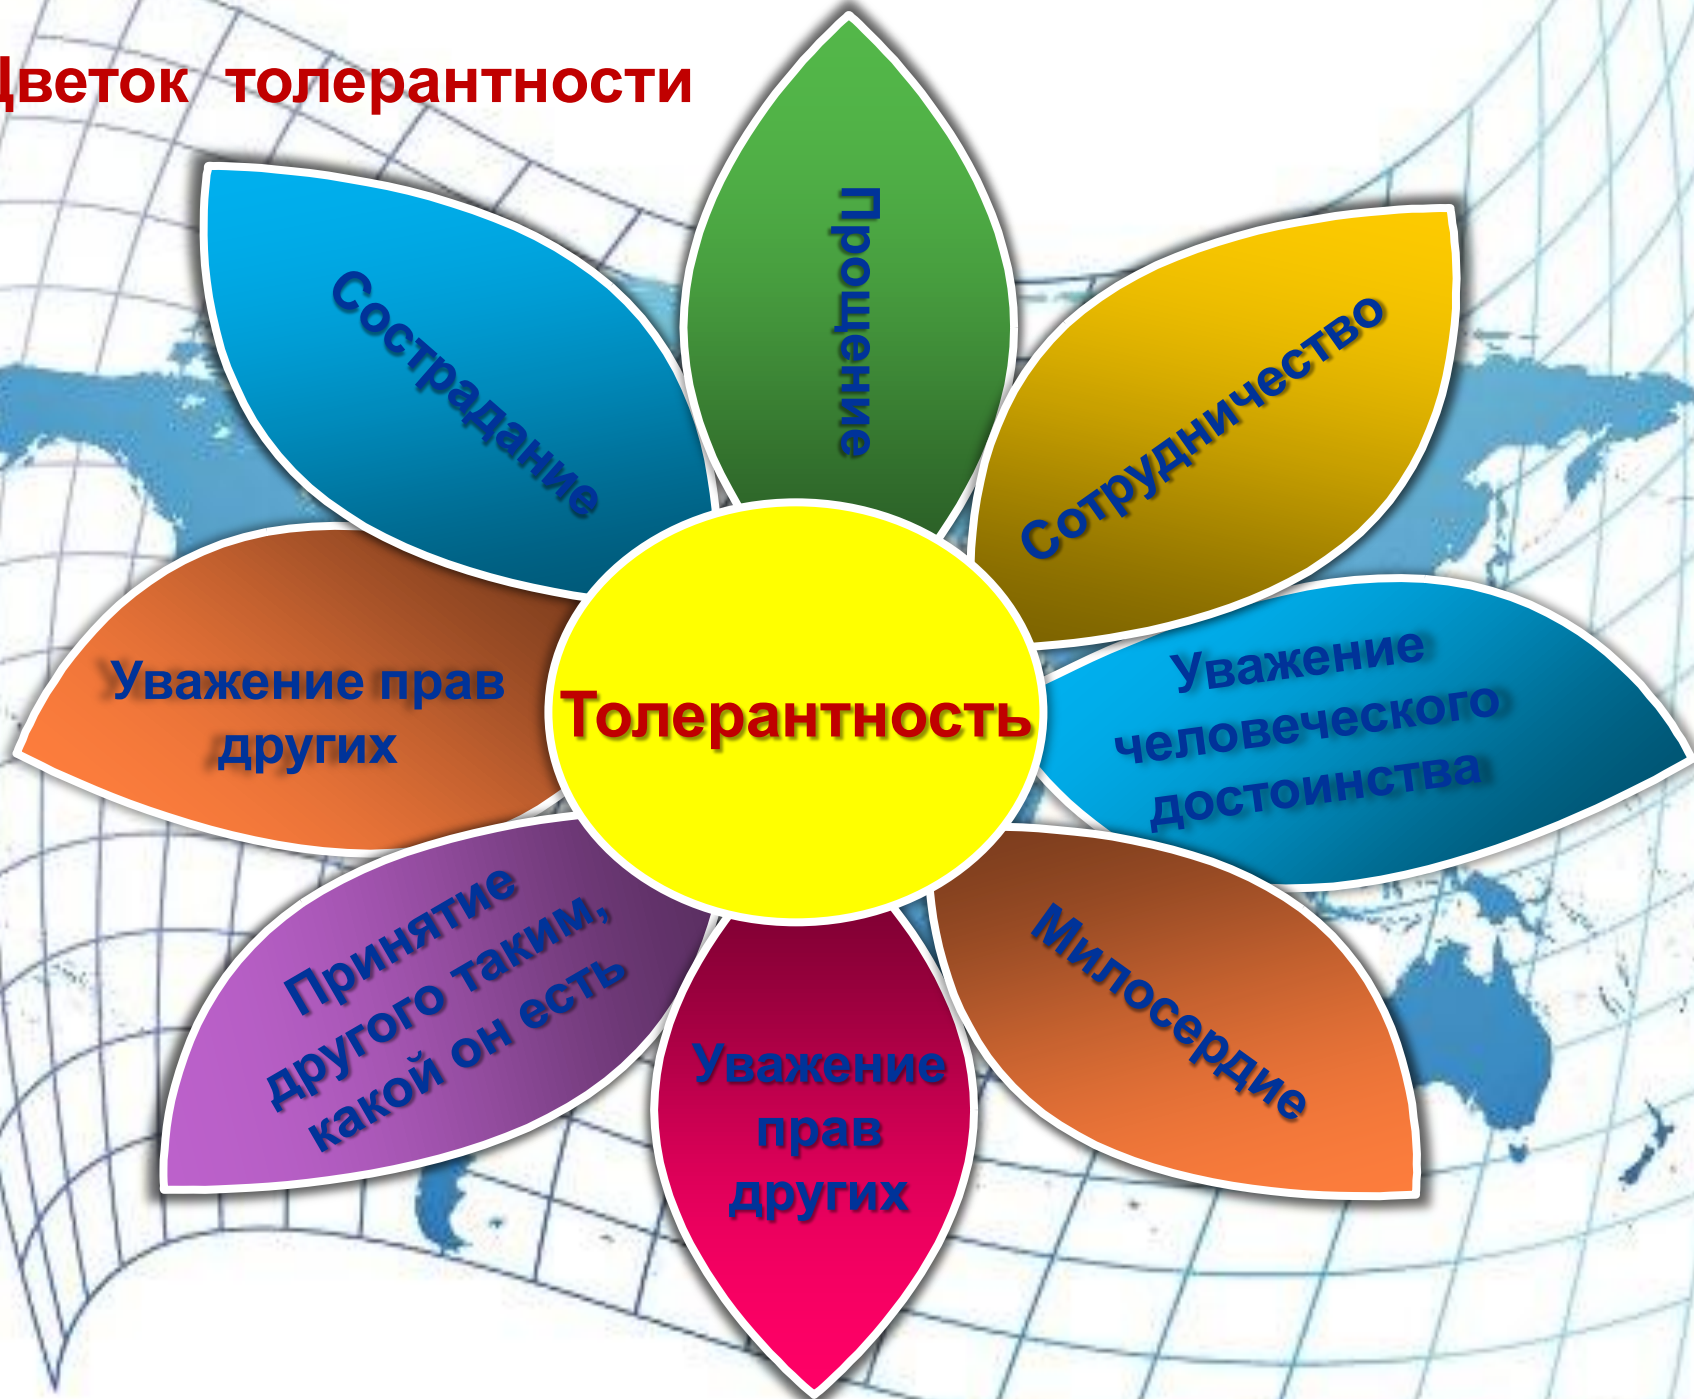 Цветок толерантности
Прощение
Сострадание
Сотрудничество
Уважение прав
других
Толерантность
Уважение
человеческого
достоинства
Принятие
другого таким,
какой он есть
Уважение
прав
других
Милосердие